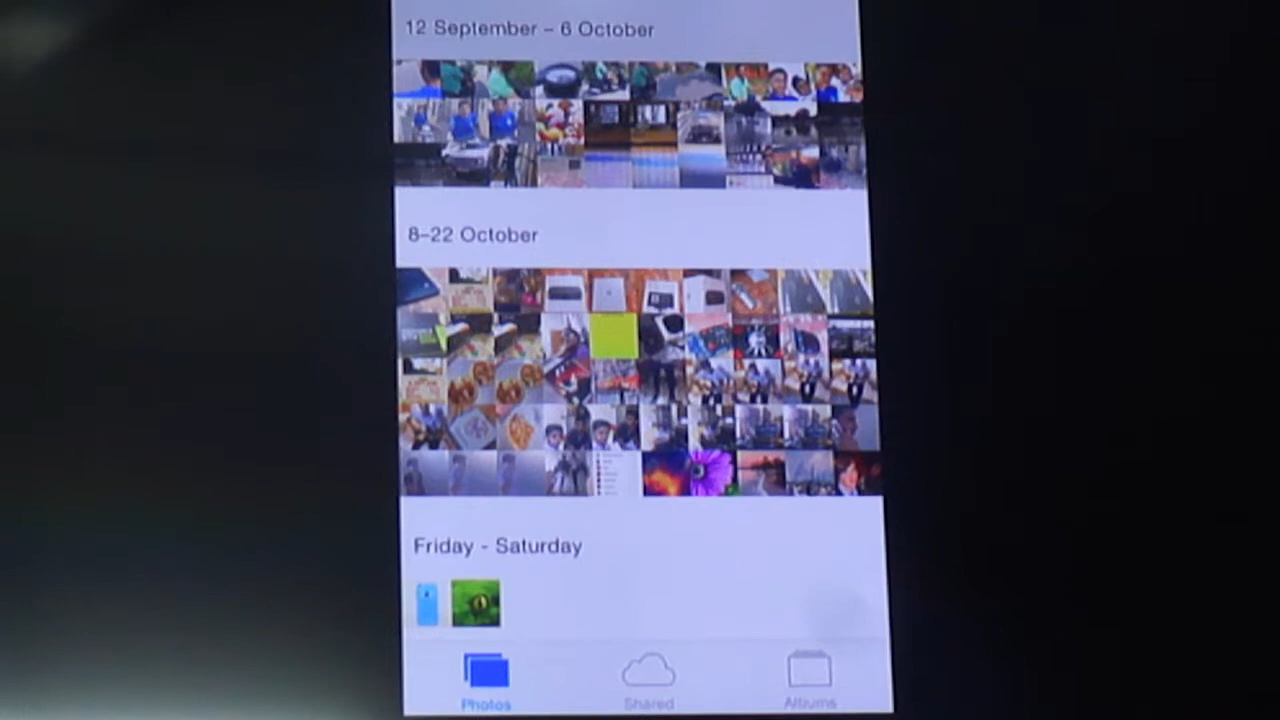 12 September – 6 October
8–22 October
Friday - Saturday
Photos
Shared
Albums